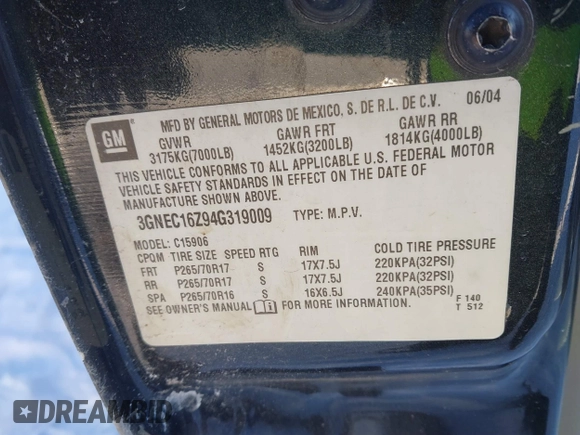 GM
MFD BY GENERAL MOTORS DE MEXICO, S. DE R.L. DE C.V. 06/04
GVWR GAWR FRT GAWR RR
3175KG(7000LB) 1452KG(3200LB) 1814KG(4000LB)
THIS VEHICLE CONFORMS TO ALL APPLICABLE U.S. FEDERAL MOTOR
VEHICLE SAFETY STANDARDS IN EFFECT ON THE DATE OF
MANUFACTURE SHOWN ABOVE.
3GNEC16Z94G319009 TYPE: M.P.V.
MODEL: C15906
CPQM TIRE SIZE SPEED RTG RIM COLD TIRE PRESSURE
FRT P265/70R17 S 17X7.5J 220KPA(32PSI)
RR P265/70R17 S 17X7.5J 220KPA(32PSI)
SPA P265/70R16 S 16X6.5J 240KPA(35PSI)
SEE OWNER'S MANUAL FOR MORE INFORMATION. F 140
T 512
DREAMBID